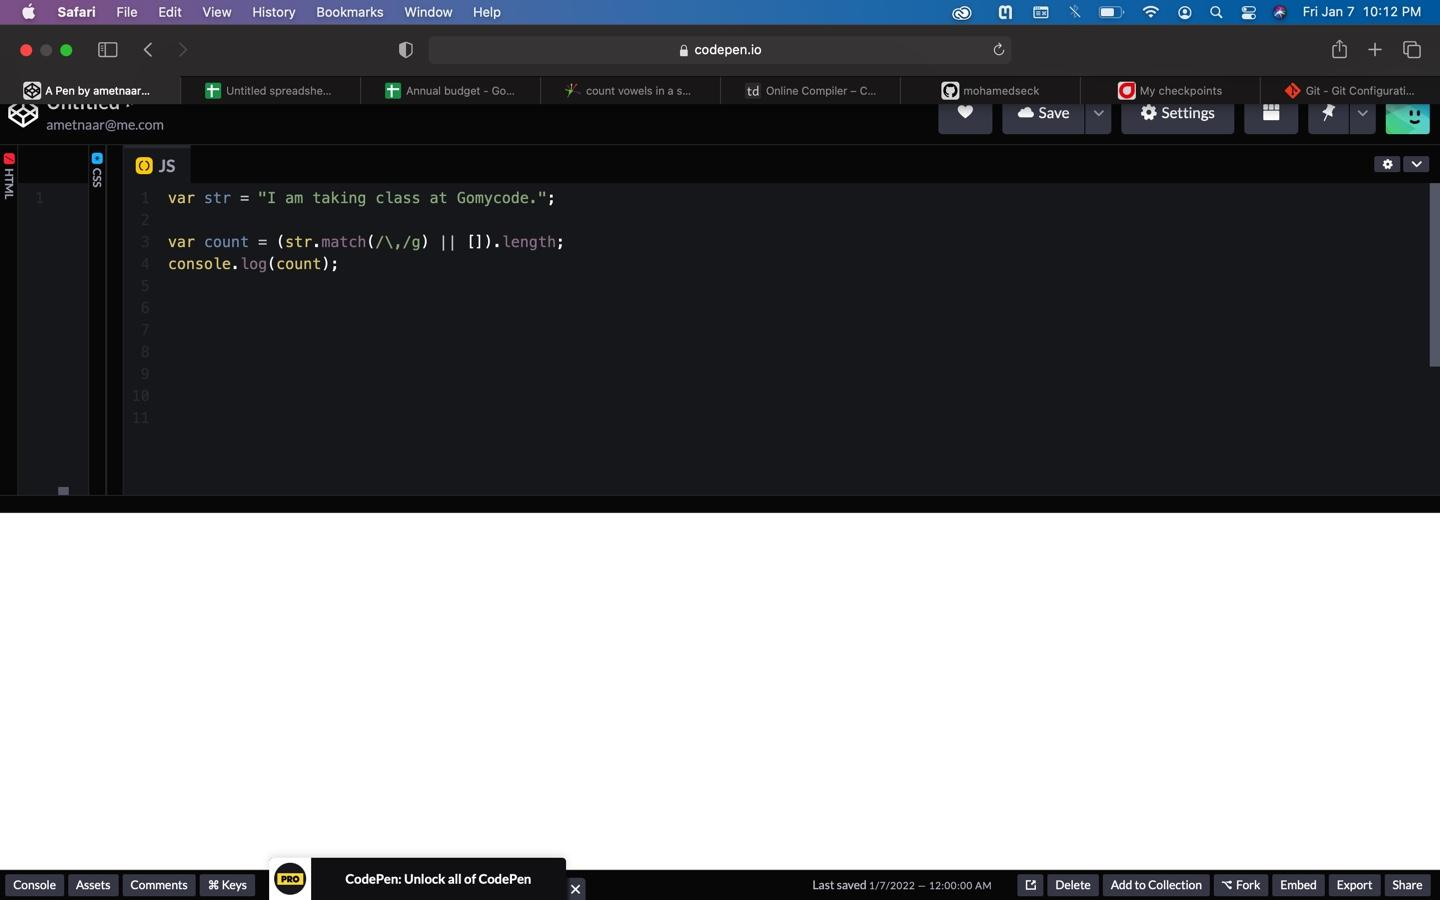 Safari File Edit View History Bookmarks Window Help Fri Jan 7 10:12 PM
codepen.io
A Pen by ametnaar... Untitled spreadshe... Annual budget - Go... count vowels in a s... td Online Compiler – C... mohamedseck My checkpoints Git - Git Configurati...
Untitled
ametnaar@me.com
Save Settings
HTML CSS JS
1
1 var str = "I am taking class at Gomycode.";
2
3 var count = (str.match(/\,/g) || []).length;
4 console.log(count);
5
6
7
8
9
10
11
PRO CodePen: Unlock all of CodePen
Console Assets Comments ⌘ Keys Last saved 1/7/2022 — 12:00:00 AM Delete Add to Collection ⌥ Fork Embed Export Share